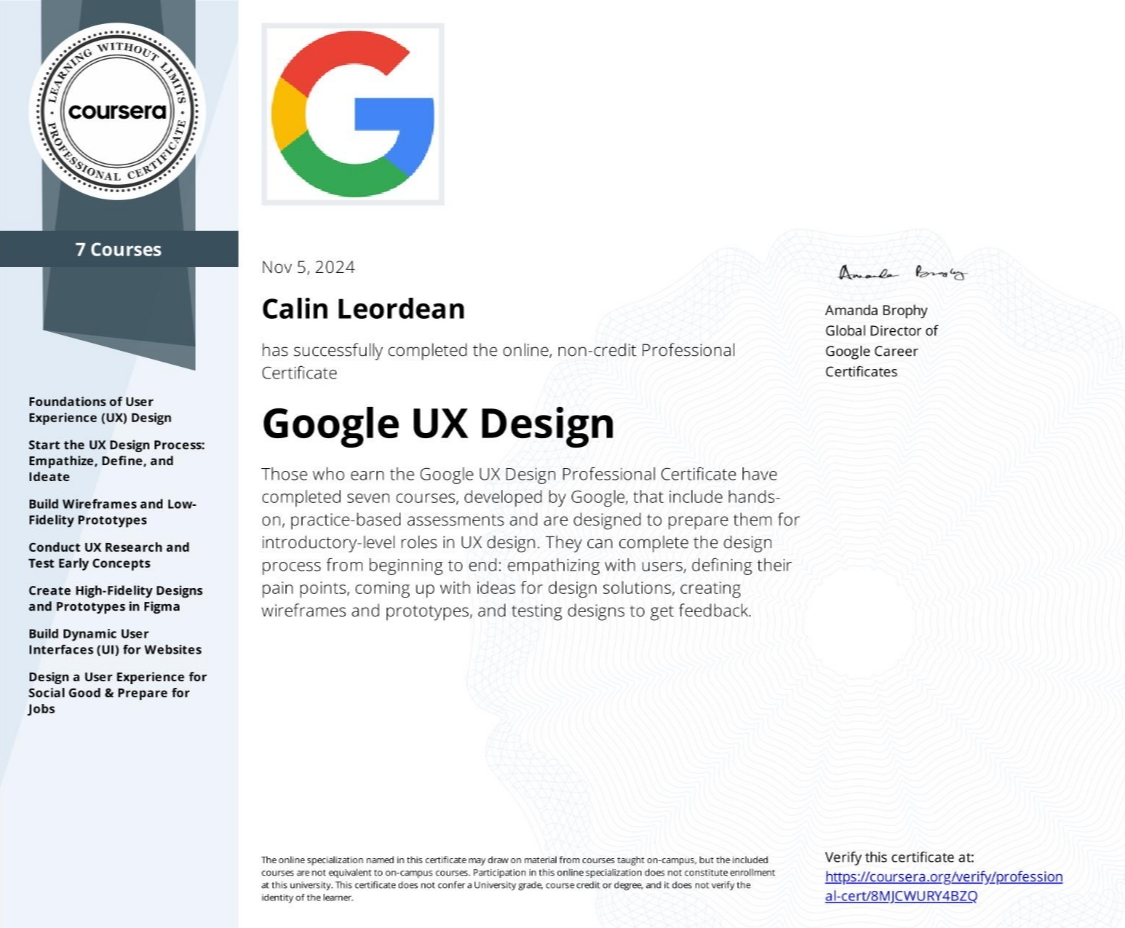 LEARNING WITHOUT LIMITS
coursera
PROFESSIONAL CERTIFICATE
7 Courses
Foundations of User
Experience (UX) Design
Start the UX Design Process:
Empathize, Define, and
Ideate
Build Wireframes and Low-
Fidelity Prototypes
Conduct UX Research and
Test Early Concepts
Create High-Fidelity Designs
and Prototypes in Figma
Build Dynamic User
Interfaces (UI) for Websites
Design a User Experience for
Social Good & Prepare for
Jobs
G
Nov 5, 2024
Calin Leordean
has successfully completed the online, non-credit Professional
Certificate
Google UX Design
Those who earn the Google UX Design Professional Certificate have
completed seven courses, developed by Google, that include hands-
on, practice-based assessments and are designed to prepare them for
introductory-level roles in UX design. They can complete the design
process from beginning to end: empathizing with users, defining their
pain points, coming up with ideas for design solutions, creating
wireframes and prototypes, and testing designs to get feedback.
Amanda Brophy
Amanda Brophy
Global Director of
Google Career
Certificates
The online specialization named in this certificate may draw on material from courses taught on-campus, but the included
courses are not equivalent to on-campus courses. Participation in this online specialization does not constitute enrollment
at this university. This certificate does not confer a University grade, course credit or degree, and it does not verify the
identity of the learner.
Verify this certificate at:
https://coursera.org/verify/profession
al-cert/8MJCWURY4BZQ